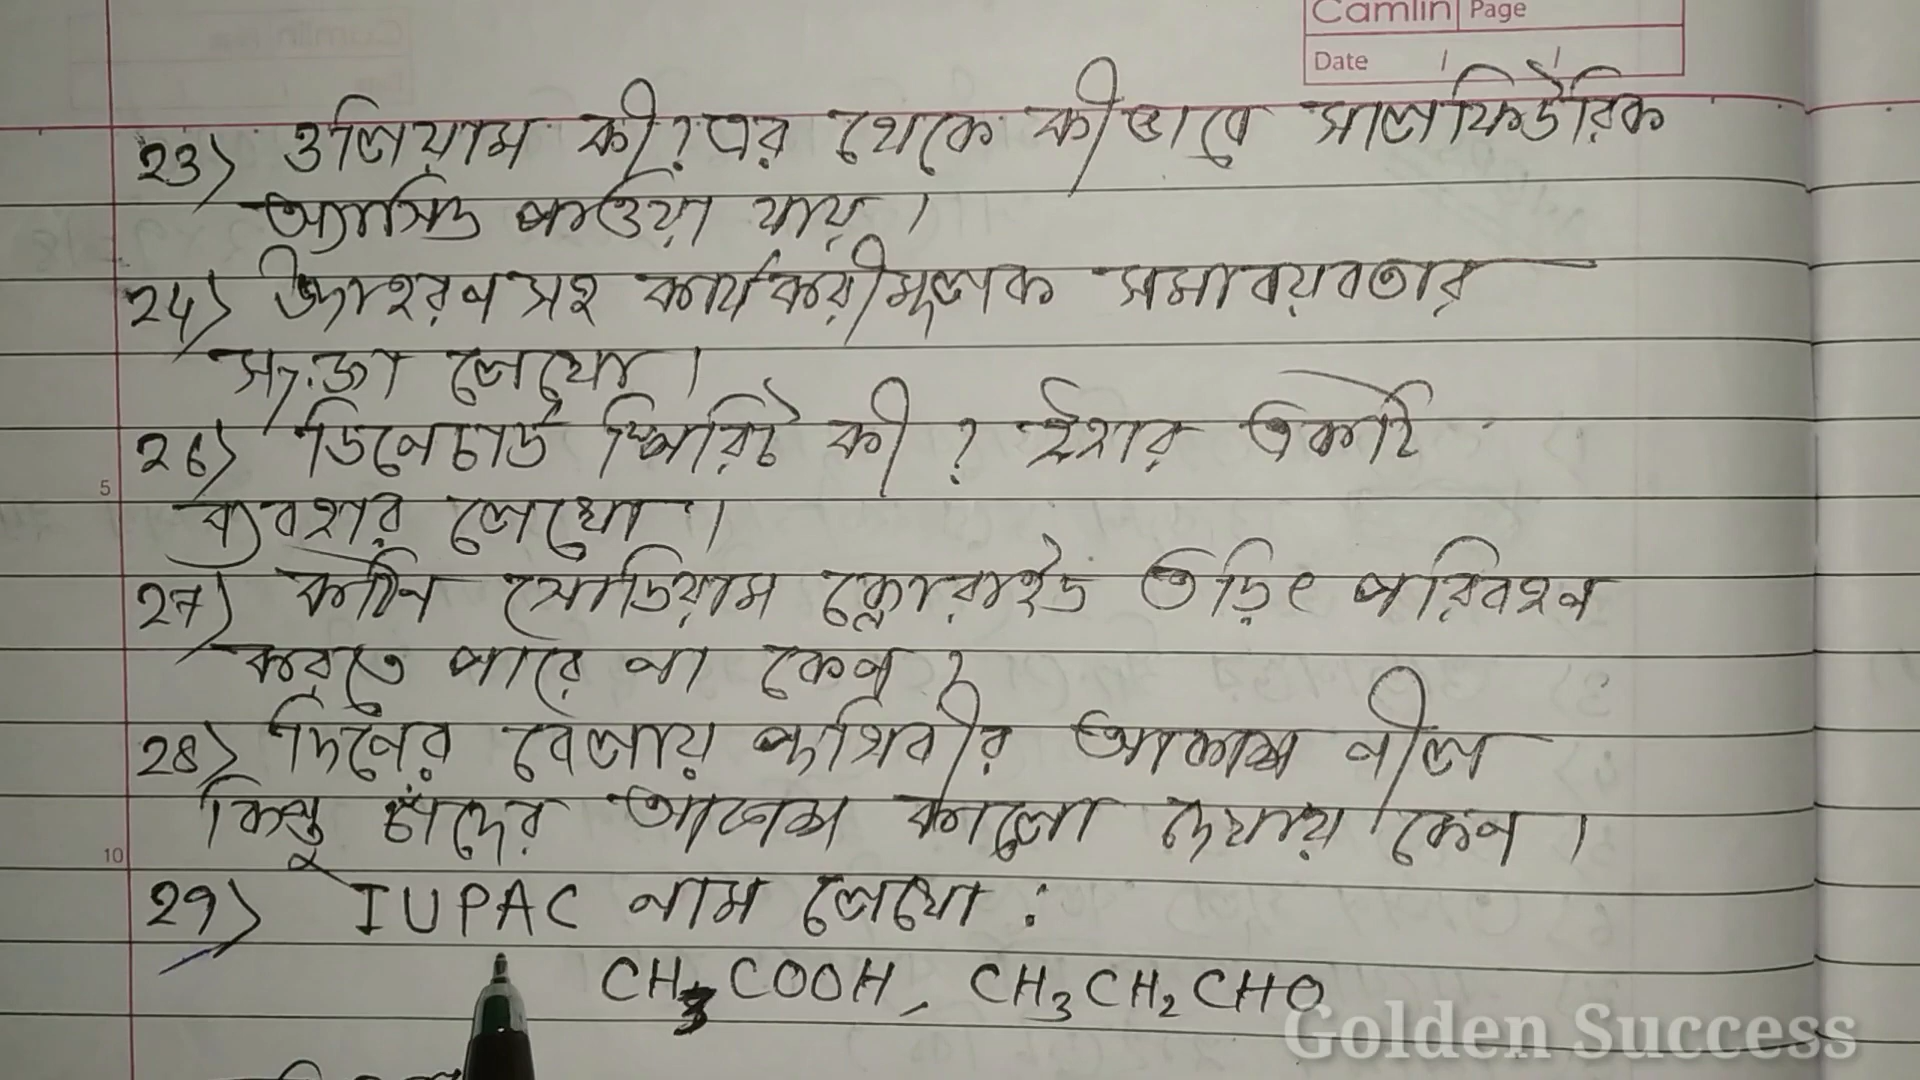 Camlin Page
Date / /
23) ওলিয়াম কী? এর থেকে কীভাবে সালফিউরিক
অ্যাসিড পাওয়া যায়।
24) উদাহরণ সহ কার্যকরীমূলক সমাবয়বতার
সংজ্ঞা লেখো।
26) ডিনেচার্ড স্পিরিট কী? ইহার একটি
5
ব্যবহার লেখো।
27) কঠিন সোডিয়াম ক্লোরাইড তড়িৎ পরিবহন
করতে পারে না কেন?
28) দিনের বেলায় পৃথিবীর আকাশ নীল
কিন্তু চাঁদের আকাশ কালো দেখায় কেন।
10
29) IUPAC নাম লেখো :
CH3COOH, CH3CH2CHO
Golden Success